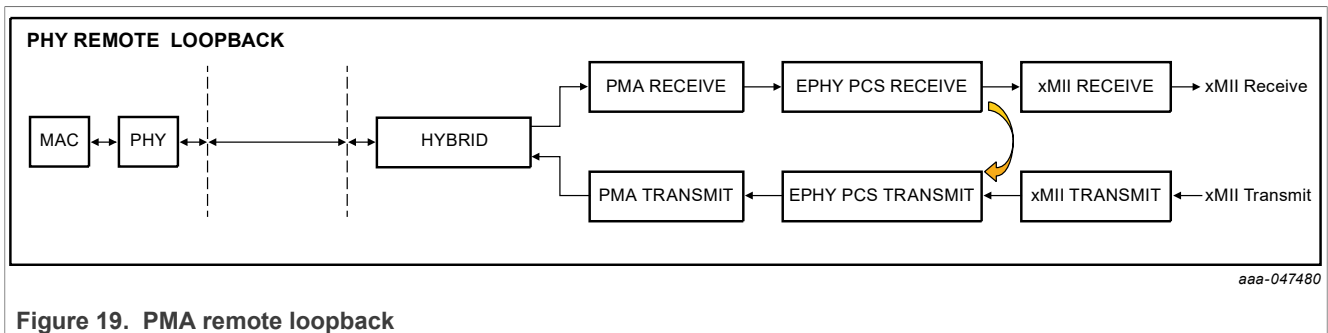 PHY REMOTE LOOPBACK
PMA RECEIVE
EPHY PCS RECEIVE
xMII RECEIVE
xMII Receive
MAC
PHY
HYBRID
PMA TRANSMIT
EPHY PCS TRANSMIT
xMII TRANSMIT
xMII Transmit
aaa-047480
Figure 19. PMA remote loopback